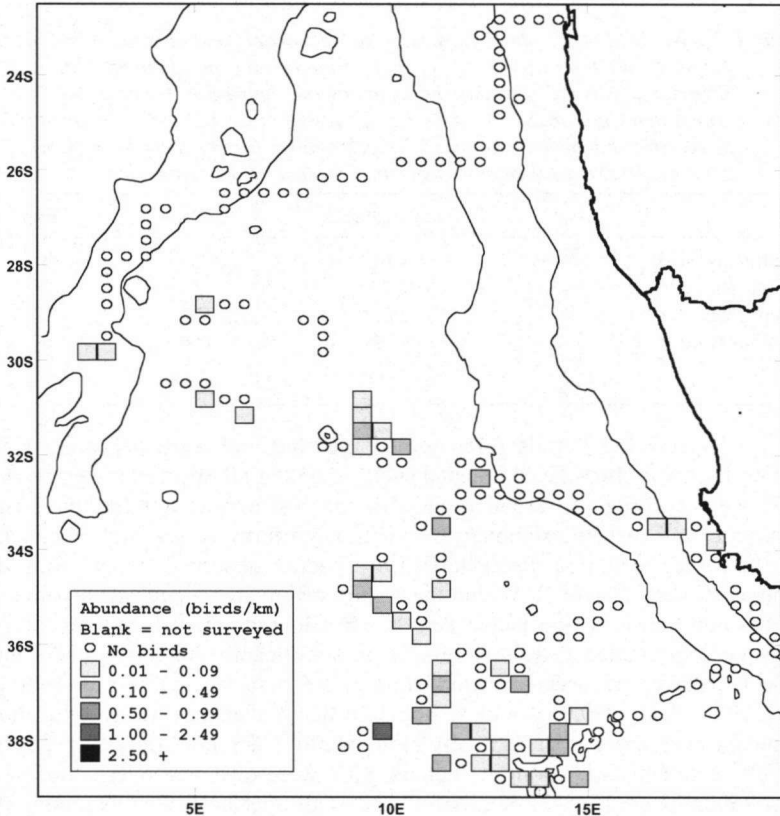 24S
26S
28S
30S
32S
34S
36S
38S
Abundance (birds/km)
Blank = not surveyed
No birds
.01 - 0.09
0.10 - 0.49
0.50 - 0.99
1.00 - 2.49
2.50 +
5E
10E
15E